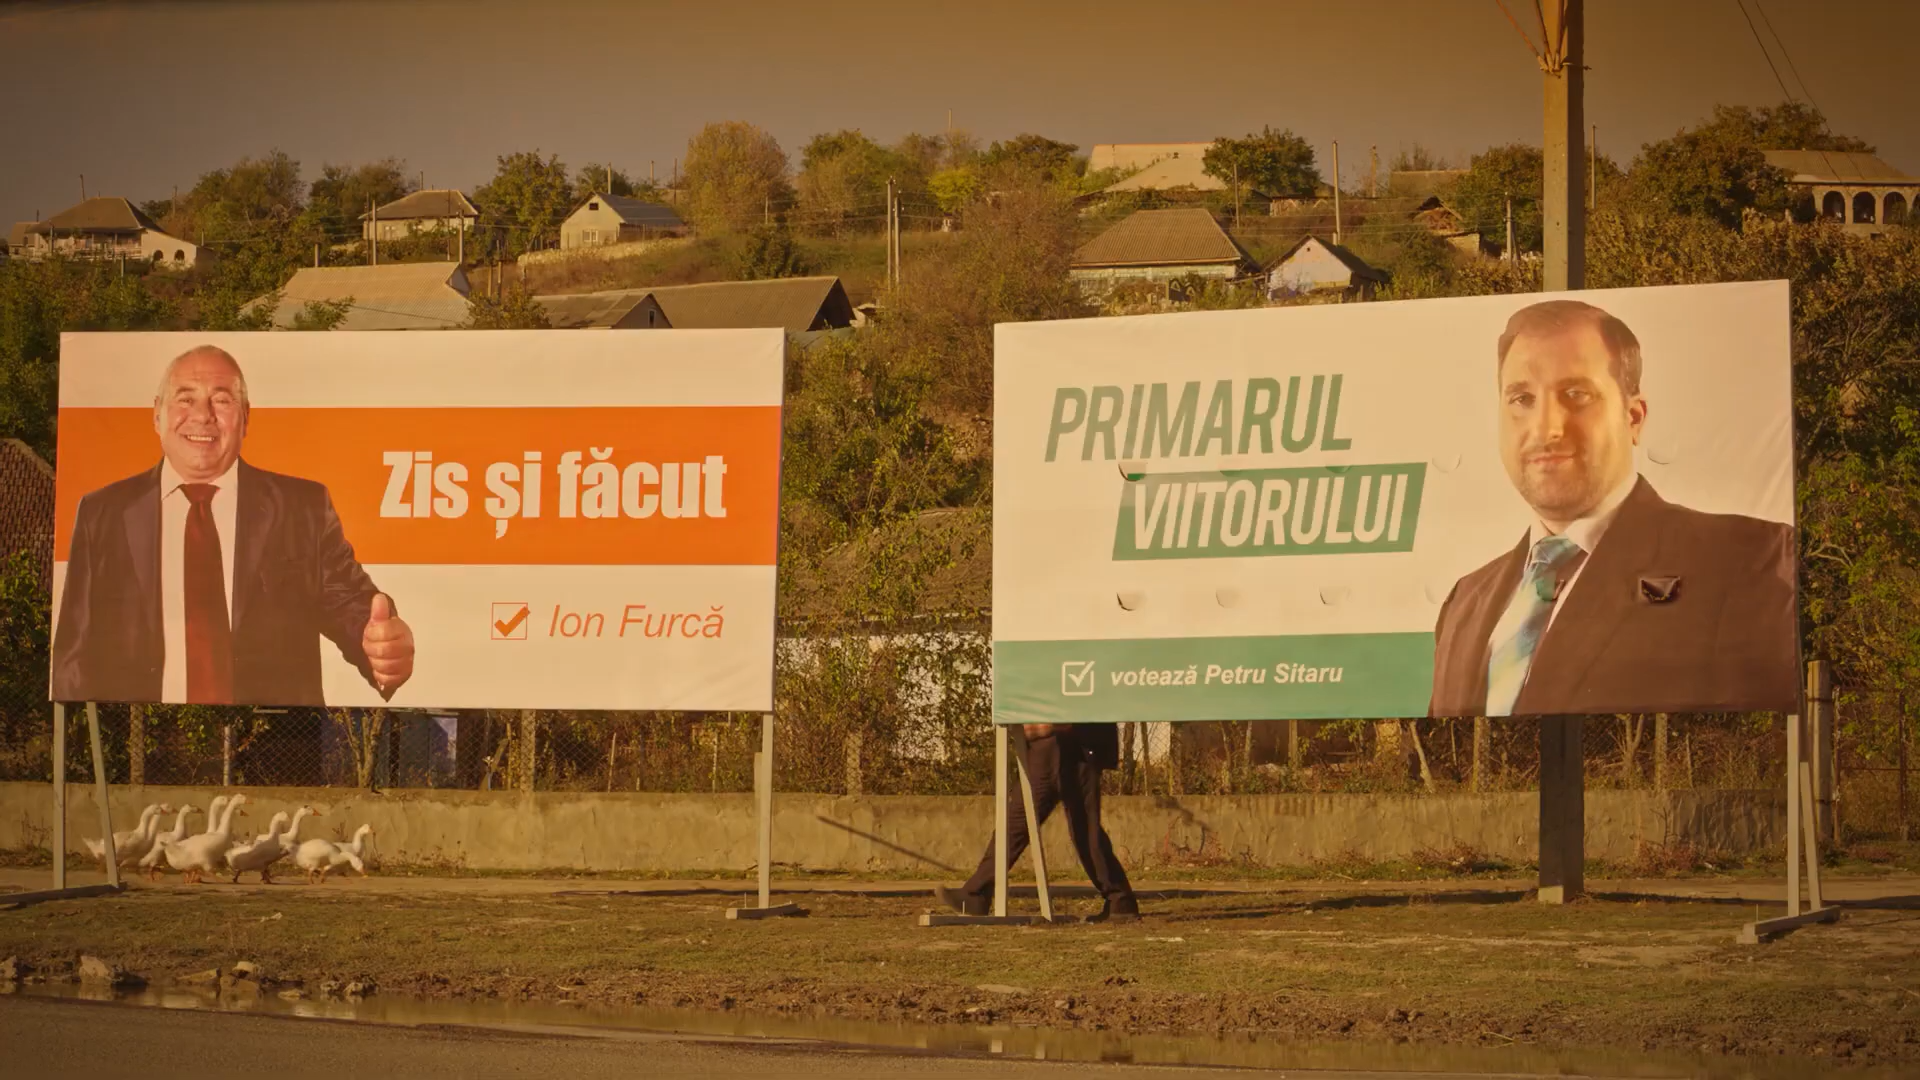 Zis și făcut
Ion Furcă
PRIMARUL
VIITORULUI
votează Petru Sitaru